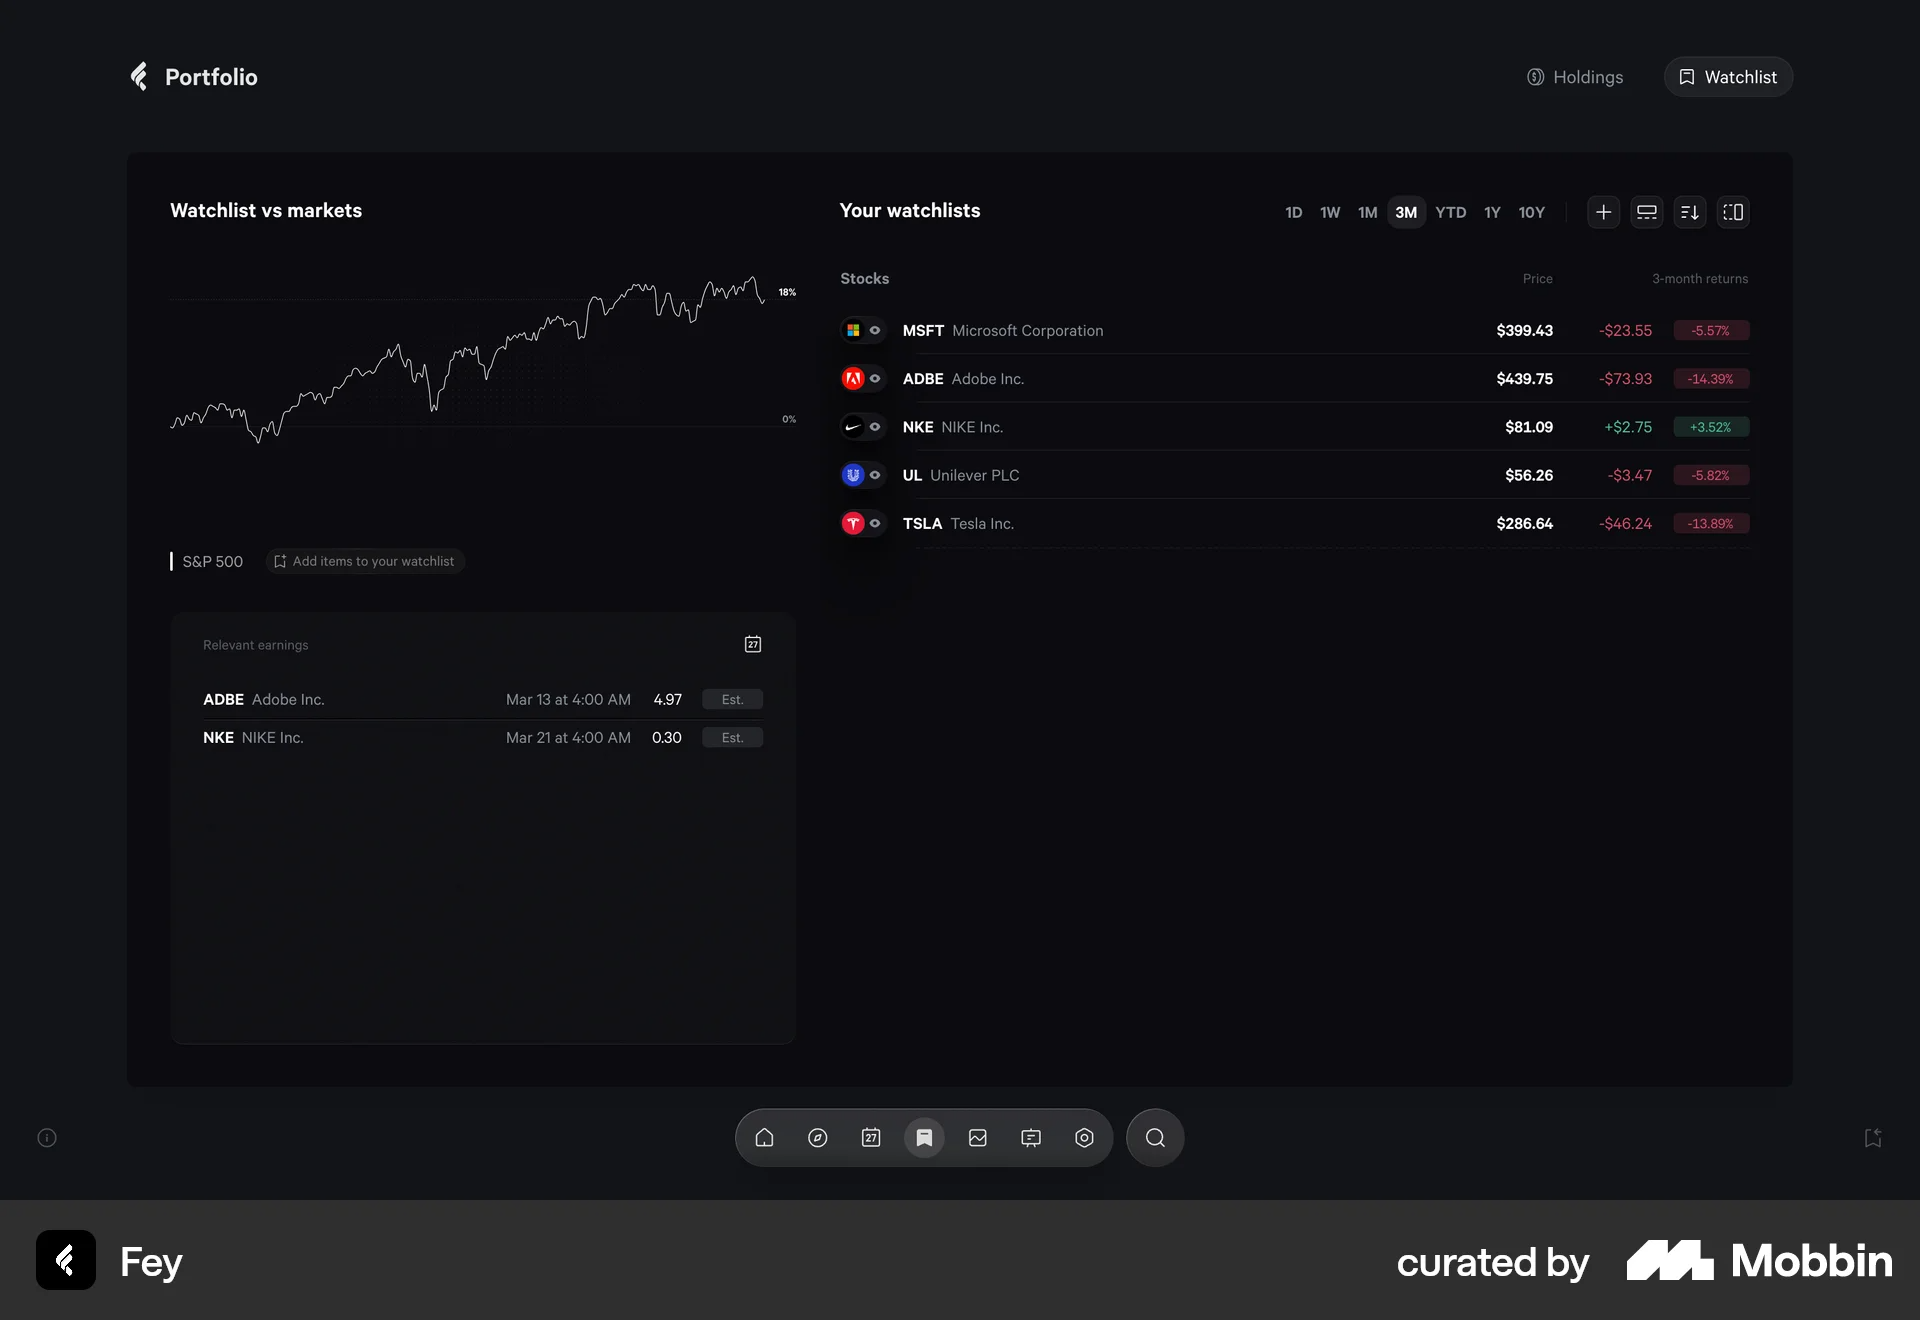 Portfolio
Holdings
Watchlist
Watchlist vs markets
18%
0%
S&P 500
Add items to your watchlist
Relevant earnings
27
ADBE Adobe Inc. Mar 13 at 4:00 AM 4.97 Est.
NKE NIKE Inc. Mar 21 at 4:00 AM 0.30 Est.
Your watchlists
1D 1W 1M 3M YTD 1Y 10Y
Stocks Price 3-month returns
MSFT Microsoft Corporation $399.43 -$23.55 -5.57%
ADBE Adobe Inc. $439.75 -$73.93 -14.39%
NKE NIKE Inc. $81.09 +$2.75 +3.52%
UL Unilever PLC $56.26 -$3.47 -5.82%
TSLA Tesla Inc. $286.64 -$46.24 -13.89%
27
Fey
curated by Mobbin